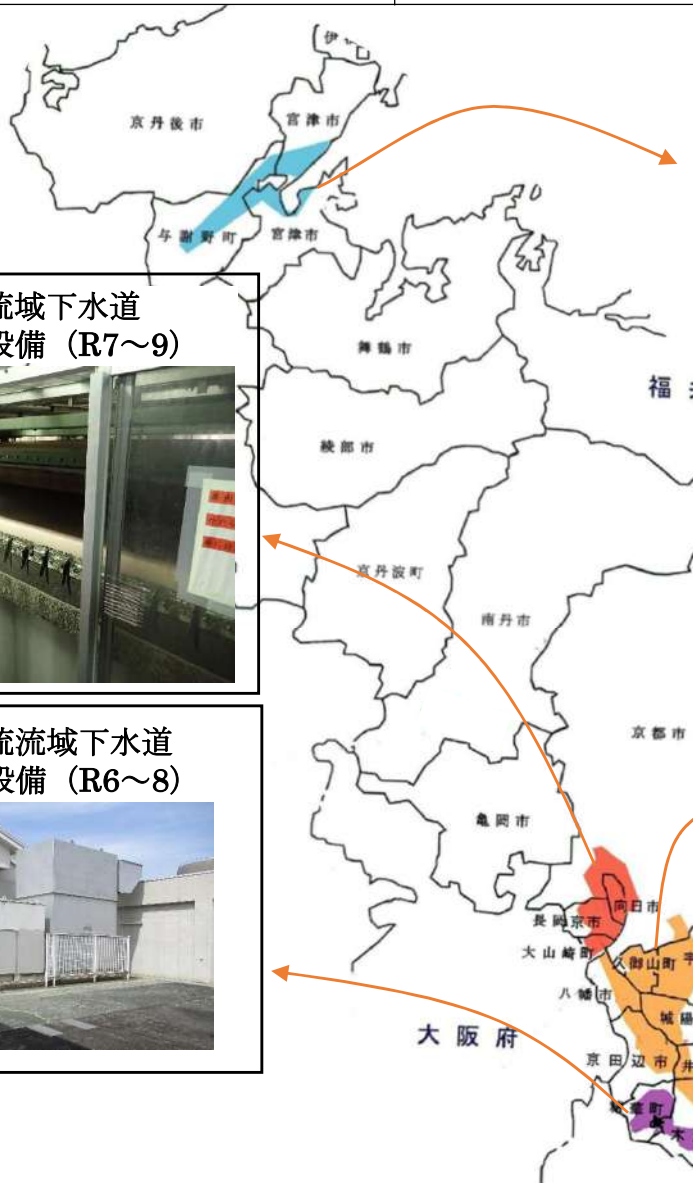 伊
京丹後市
宮津市
与謝野町
宮津市
流域下水道
設備（R7～9）
舞鶴市
福
綾部市
京丹波町
南丹市
流流域下水道
設備（R6～8）
京都市
亀岡市
向日市
長岡京市
大山崎町
久御山町
八幡市
城陽
大阪府
京田辺市
井
精華町
木